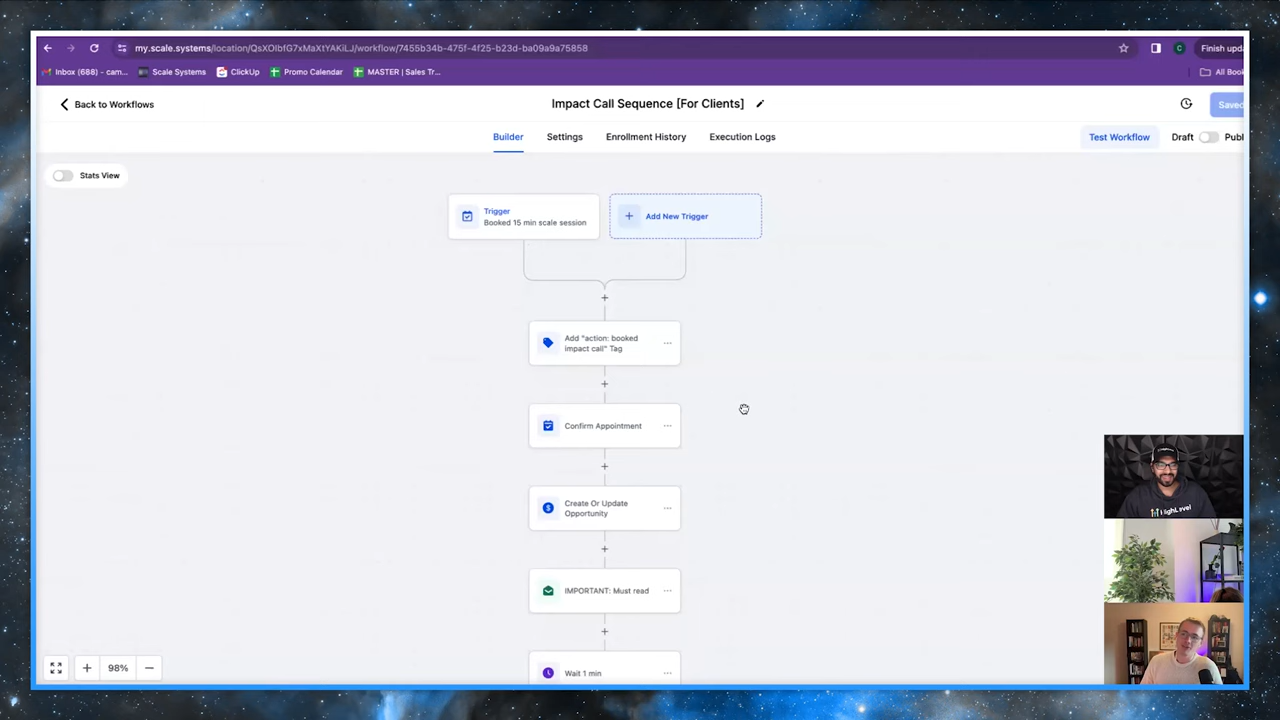 my.scale.systems/location/QsXOlbfG7xMaXtYAKiLJ/workflow/7455b34b-475f-4f25-b23d-ba09a9a75858
Finish upda
Inbox (688) - cam...
Scale Systems
ClickUp
Promo Calendar
MASTER | Sales Tr...
All Book
Back to Workflows
Impact Call Sequence [For Clients]
Saved
Builder
Settings
Enrollment History
Execution Logs
Test Workflow
Draft
Publ
Stats View
Trigger
Booked 15 min scale session
Add New Trigger
Add "action: booked
impact call" Tag
Confirm Appointment
Create Or Update
Opportunity
IMPORTANT: Must read
Wait 1 min
98%
HighLevel